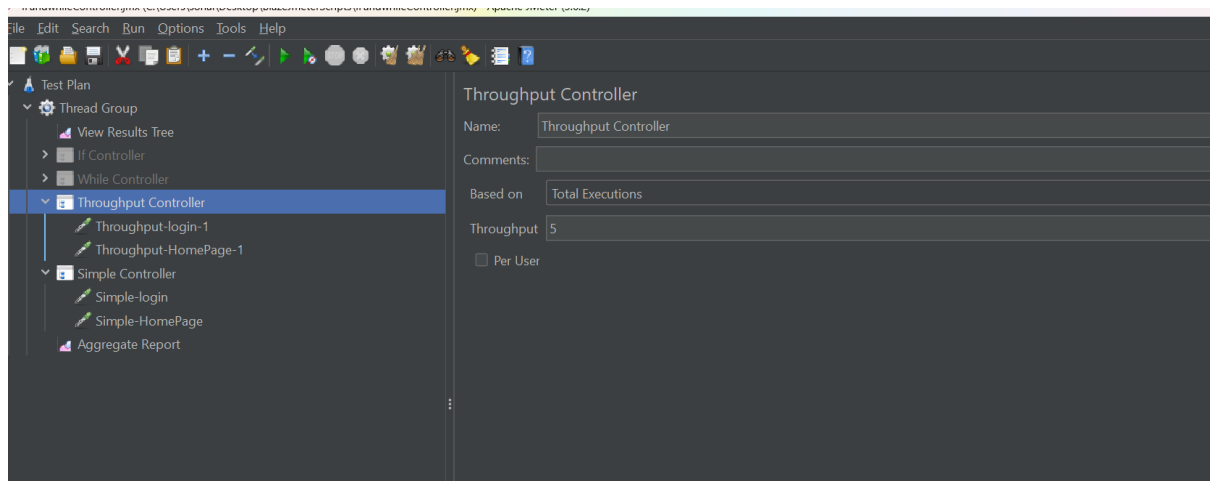 File Edit Search Run Options Tools Help
Test Plan
Thread Group
View Results Tree
If Controller
While Controller
Throughput Controller
Throughput-login-1
Throughput-HomePage-1
Simple Controller
Simple-login
Simple-HomePage
Aggregate Report
Throughput Controller
Name: Throughput Controller
Comments:
Based on Total Executions
Throughput 5
Per User